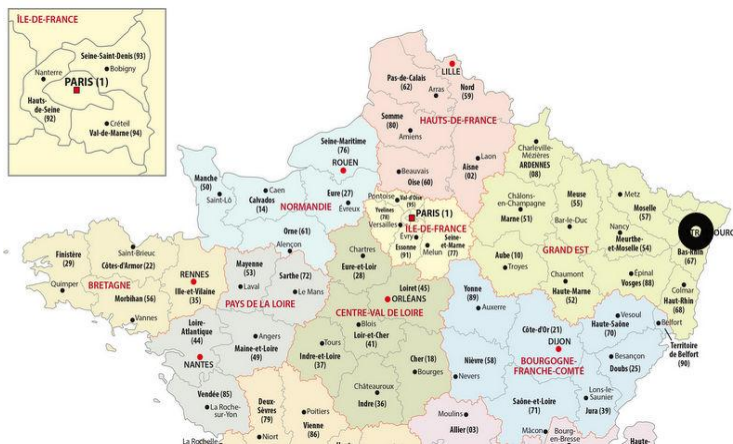 ÎLE-DE-FRANCE
Seine-Saint-Denis (93)
Bobigny
Nanterre
PARIS (1)
Hauts-
de-Seine
(92)
Créteil
Val-de-Marne (94)
LILLE
Pas-de-Calais
(62)
Arras
Nord
(59)
Somme
(80)
Amiens
HAUTS-DE-FRANCE
Laon
Aisne
(02)
Beauvais
Oise (60)
Seine-Maritime
(76)
ROUEN
Manche
(50)
Saint-Lô
Caen
Calvados
(14)
Eure (27)
Évreux
NORMANDIE
Orne (61)
Alençon
Pontoise
Val-d'Oise
(95)
Yvelines
(78)
Versailles
PARIS (1)
ÎLE-DE-FRANCE
Évry
Essonne
(91)
Melun
Seine-
et-Marne
(77)
Charleville-
Mézières
ARDENNES
(08)
Châlons-
en-Champagne
Marne (51)
Meuse
(55)
Bar-le-Duc
Metz
Moselle
(57)
Nancy
Meurthe-
et-Moselle (54)
Bas-Rhin
(67)
GRAND EST
Aube (10)
Troyes
Chaumont
Haute-Marne
(52)
Épinal
Vosges (88)
Colmar
Haut-Rhin
(68)
Finistère
(29)
Quimper
Saint-Brieuc
Côtes-d'Armor (22)
BRETAGNE
Morbihan (56)
Vannes
RENNES
Ille-et-Vilaine
(35)
Mayenne
(53)
Laval
Sarthe (72)
Le Mans
PAYS DE LA LOIRE
Loire-
Atlantique
(44)
NANTES
Angers
Maine-et-Loire
(49)
Vendée (85)
La Roche-
sur-Yon
Chartres
Eure-et-Loir
(28)
Loiret (45)
ORLÉANS
CENTRE-VAL DE LOIRE
Blois
Loir-et-Cher
(41)
Tours
Indre-et-Loire
(37)
Cher (18)
Bourges
Châteauroux
Indre (36)
Yonne
(89)
Auxerre
Côte-d'Or (21)
DIJON
BOURGOGNE-
FRANCHE-COMTÉ
Nièvre (58)
Nevers
Saône-et-Loire
(71)
Mâcon
Vesoul
Haute-Saône
(70)
Belfort
Territoire
de Belfort
(90)
Besançon
Doubs (25)
Lons-le-
Saunier
Jura (39)
Deux-
Sèvres
(79)
Niort
Poitiers
Vienne
(86)
La Rochelle
Moulins
Allier (03)
Bourg-
en-Bresse
Haute-